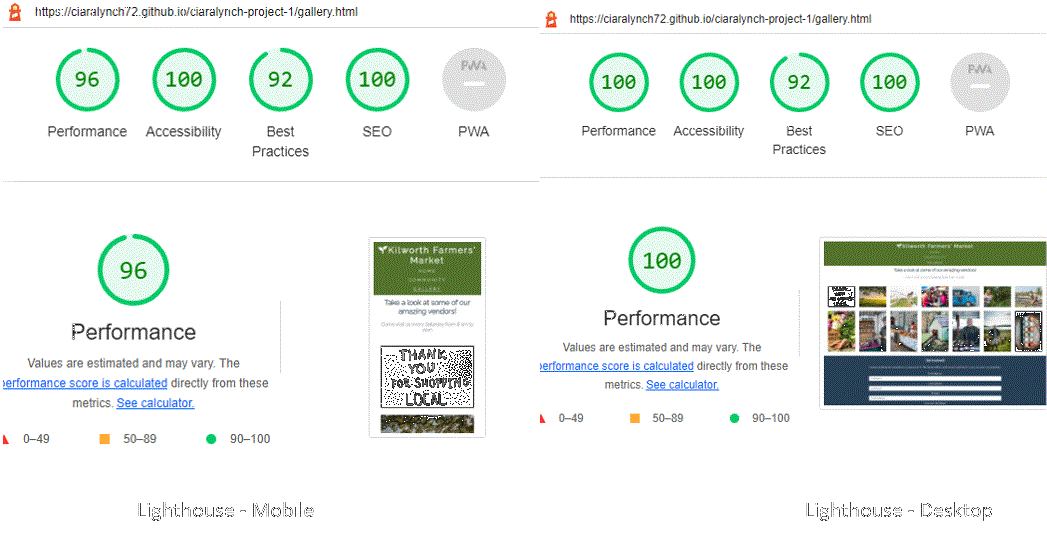 https://ciaralynch72.github.io/ciaralynch-project-1/gallery.html
96
100
92
100
PWA
Performance
Accessibility
Best
Practices
SEO
PWA
96
Performance
Values are estimated and may vary. The
performance score is calculated directly from these
metrics. See calculator.
0–49
50–89
90–100
Kilworth Farmers'
Market
HOME
COMMUNITY
GALLERY
Take a look at some of our
amazing vendors!
THANK
YOU
FOR SHOPPING
LOCAL
Lighthouse - Mobile
https://ciaralynch72.github.io/ciaralynch-project-1/gallery.html
100
100
92
100
PWA
Performance
Accessibility
Best
Practices
SEO
PWA
100
Performance
Values are estimated and may vary. The
performance score is calculated directly from these
metrics. See calculator.
0–49
50–89
90–100
Kilworth Farmers' Market
Take a look at some of our amazing vendors!
Lighthouse - Desktop